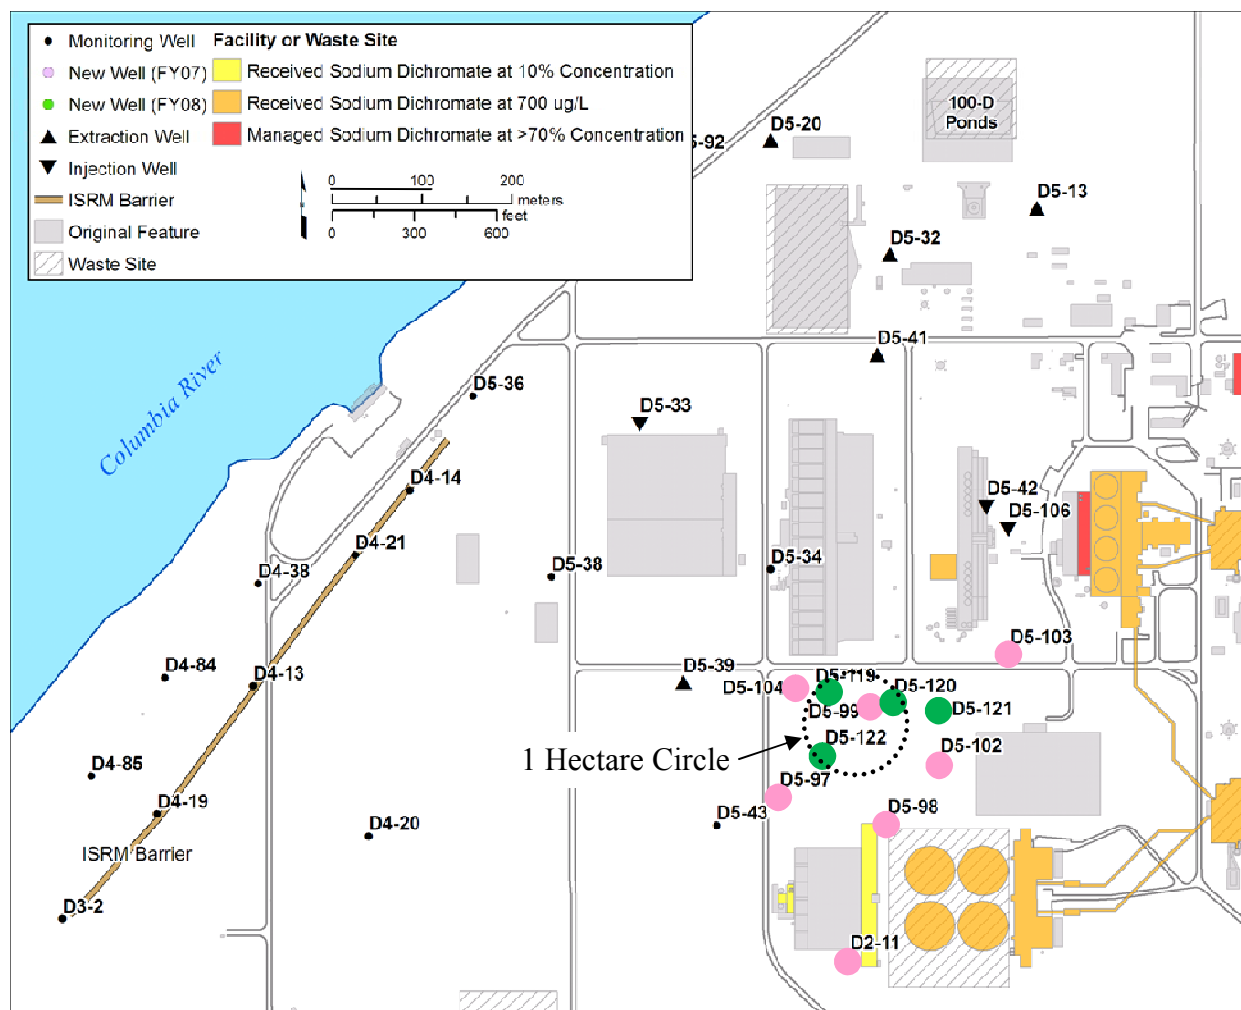 Monitoring Well
Facility or Waste Site
New Well (FY07)
Received Sodium Dichromate at 10% Concentration
New Well (FY08)
Received Sodium Dichromate at 700 ug/L
Extraction Well
Managed Sodium Dichromate at >70% Concentration
Injection Well
ISRM Barrier
Original Feature
Waste Site
0 100 200
meters
feet
0 300 600
5-92
D5-20
100-D
Ponds
D5-13
D5-32
D5-41
Columbia River
D5-36
D5-33
D4-14
D5-42
D5-106
D4-21
D4-38
D5-38
D5-34
D5-103
D4-84
D4-13
D5-39
D5-104
D5-119
D5-120
D5-99
D5-121
D5-122
D5-102
1 Hectare Circle
D4-85
D5-97
D4-19
D4-20
D5-43
D5-98
ISRM Barrier
D3-2
D2-11